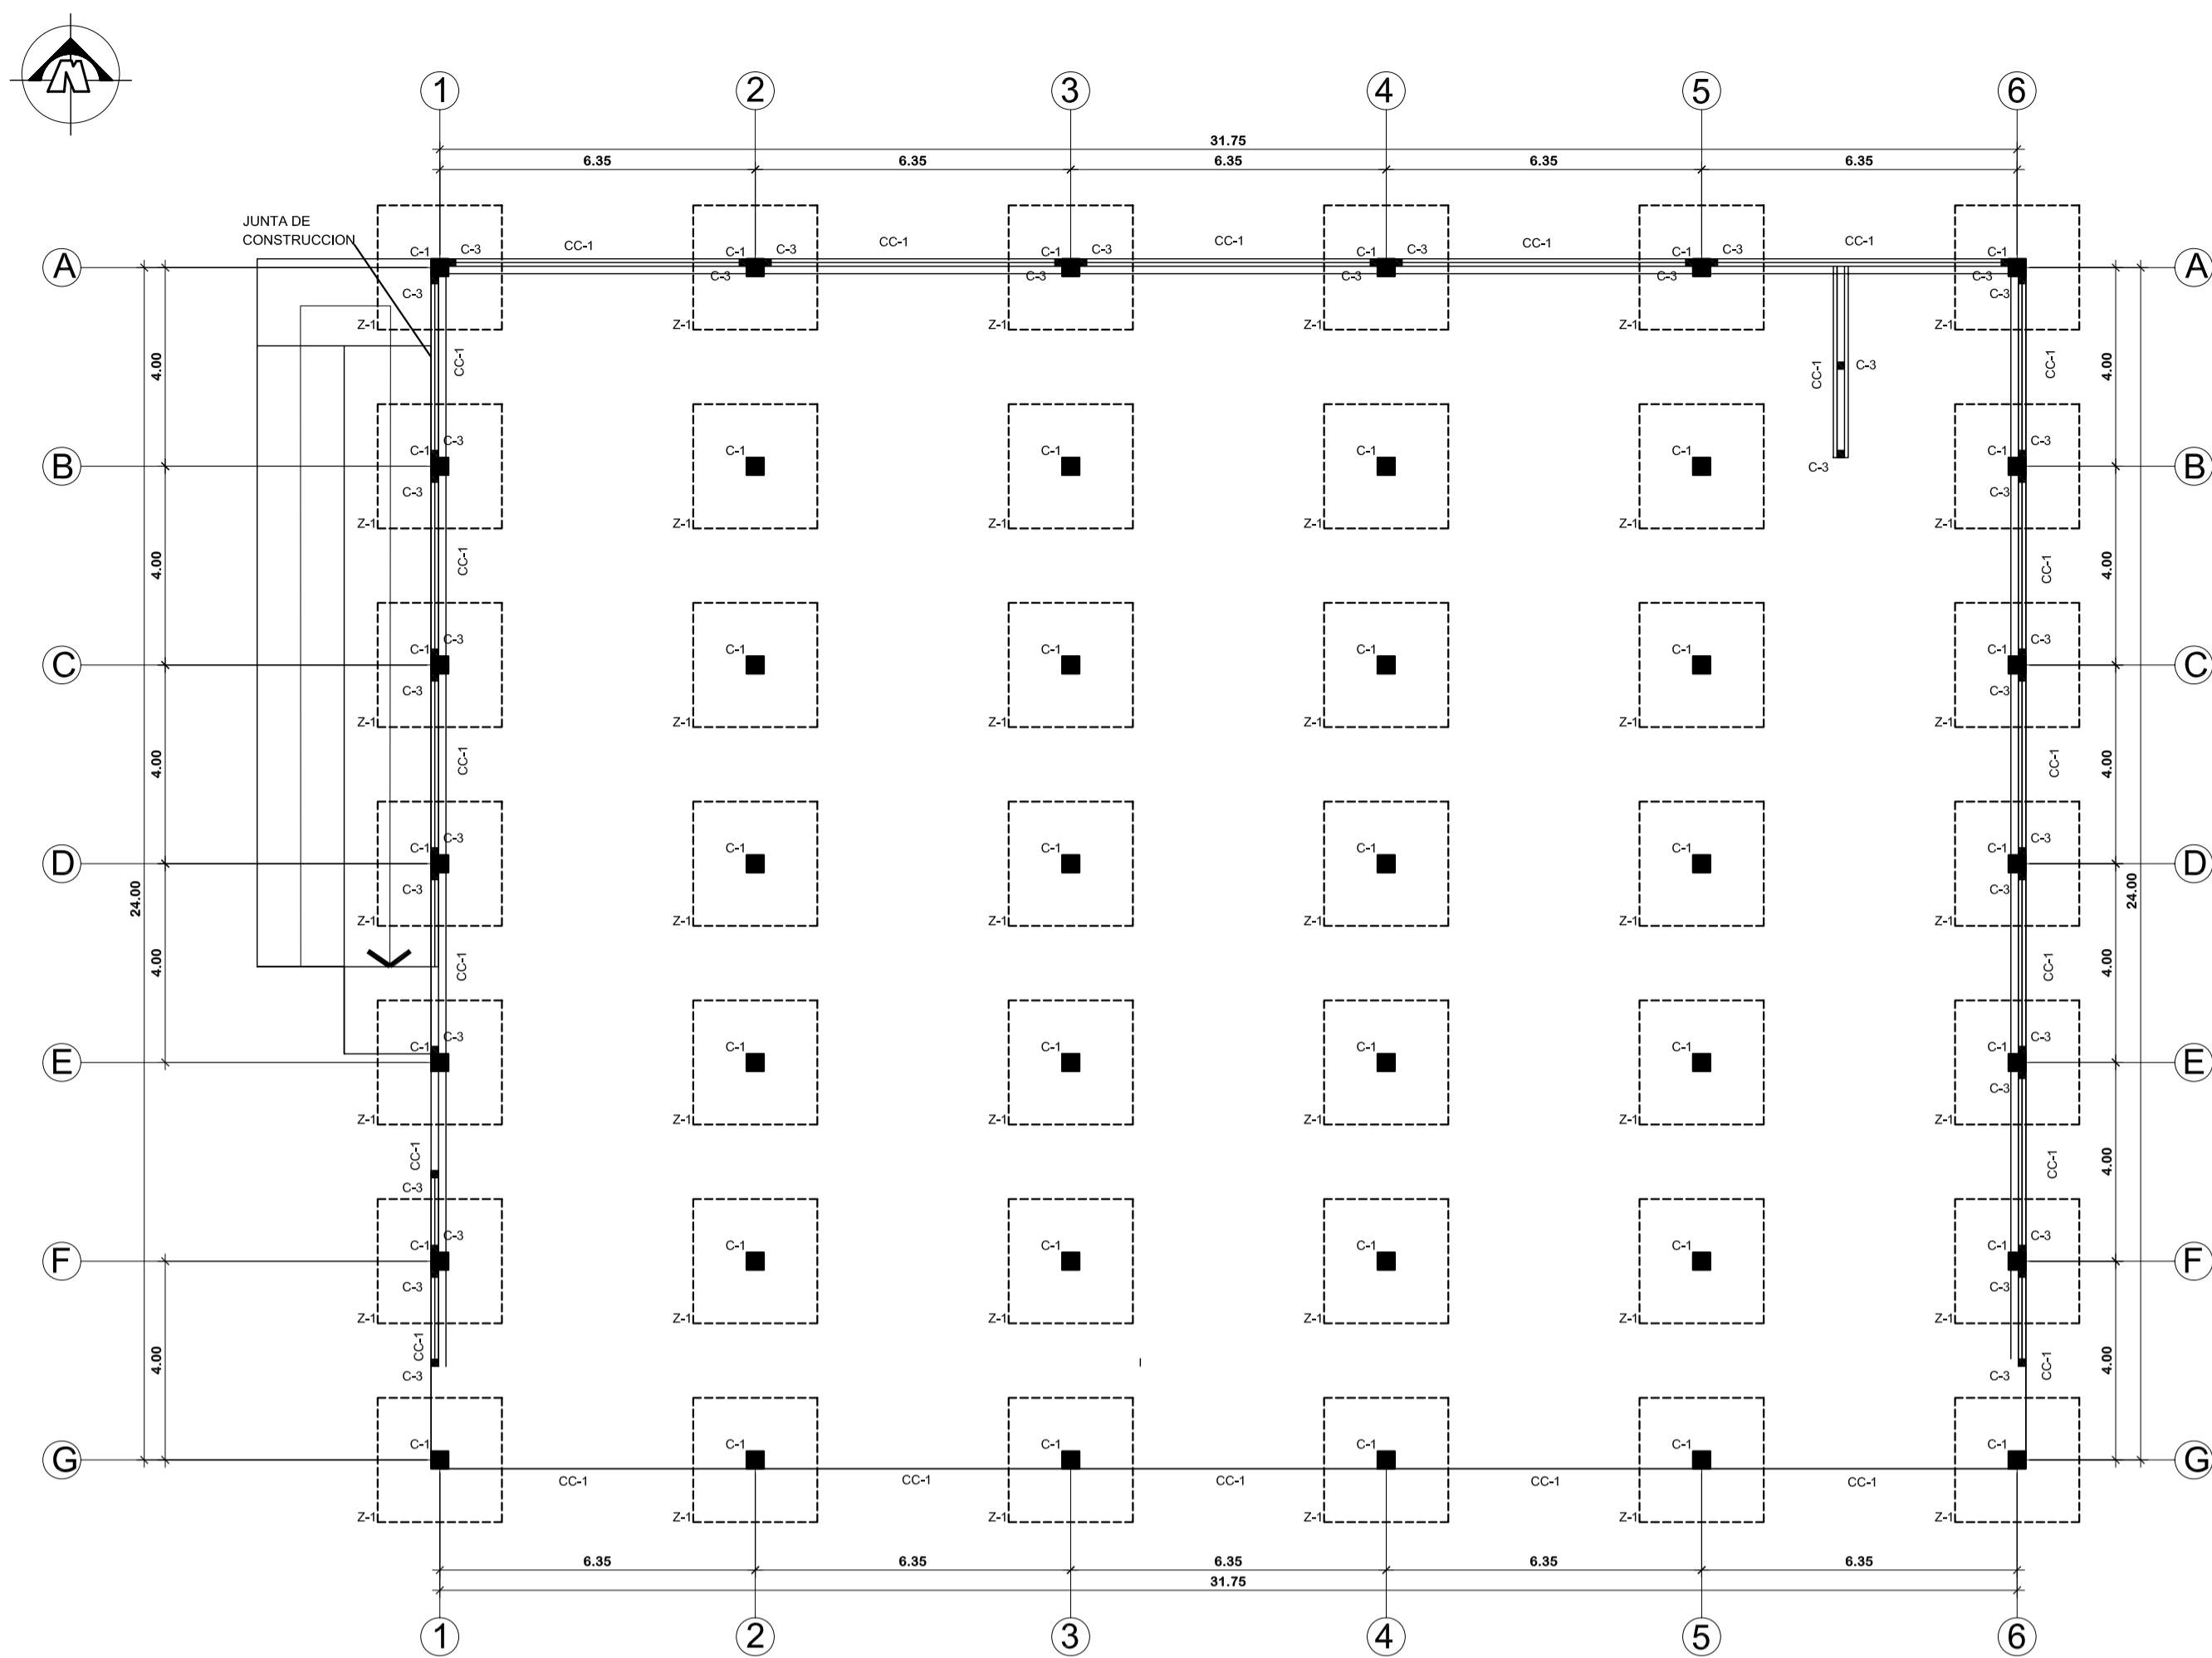 1 2 3 4 5 6
31.75
6.35 6.35 6.35 6.35 6.35
JUNTA DE
CONSTRUCCION
CC-1 CC-1 CC-1 CC-1 CC-1
C-1 C-3 C-1 C-3 C-1 C-3 C-1 C-3 C-1 C-3 C-1
A A
C-3 C-3 C-3 C-3 C-3
C-3 C-3
Z-1 Z-1 Z-1 Z-1 Z-1 Z-1
4.00 CC-1 CC-1 C-3 CC-1 4.00
C-3 C-3
C-1 C-1 C-1 C-1 C-1 C-1
B C-3 B
C-3 C-3
Z-1 Z-1 Z-1 Z-1 Z-1 Z-1
4.00 CC-1 CC-1 4.00
C-3 C-3
C-1 C-1 C-1 C-1 C-1 C-1
C C
C-3 C-3
Z-1 Z-1 Z-1 Z-1 Z-1 Z-1
4.00 CC-1 CC-1 4.00
C-3 C-3
C-1 C-1 C-1 C-1 C-1 C-1
D D
C-3 C-3
24.00 24.00
Z-1 Z-1 Z-1 Z-1 Z-1 Z-1
4.00 CC-1 CC-1 4.00
C-3 C-3
C-1 C-1 C-1 C-1 C-1 C-1
E E
C-3
Z-1 Z-1 Z-1 Z-1 Z-1 Z-1
CC-1 CC-1 4.00
C-3
C-3 C-3
C-1 C-1 C-1 C-1 C-1 C-1
F F
C-3 C-3
Z-1 Z-1 Z-1 Z-1 Z-1 Z-1
4.00 CC-1 CC-1 4.00
C-3 C-3
C-1 C-1 C-1 C-1 C-1 C-1
G G
CC-1 CC-1 CC-1 CC-1 CC-1
Z-1 Z-1 Z-1 Z-1 Z-1 Z-1
6.35 6.35 6.35 6.35 6.35
31.75
1 2 3 4 5 6